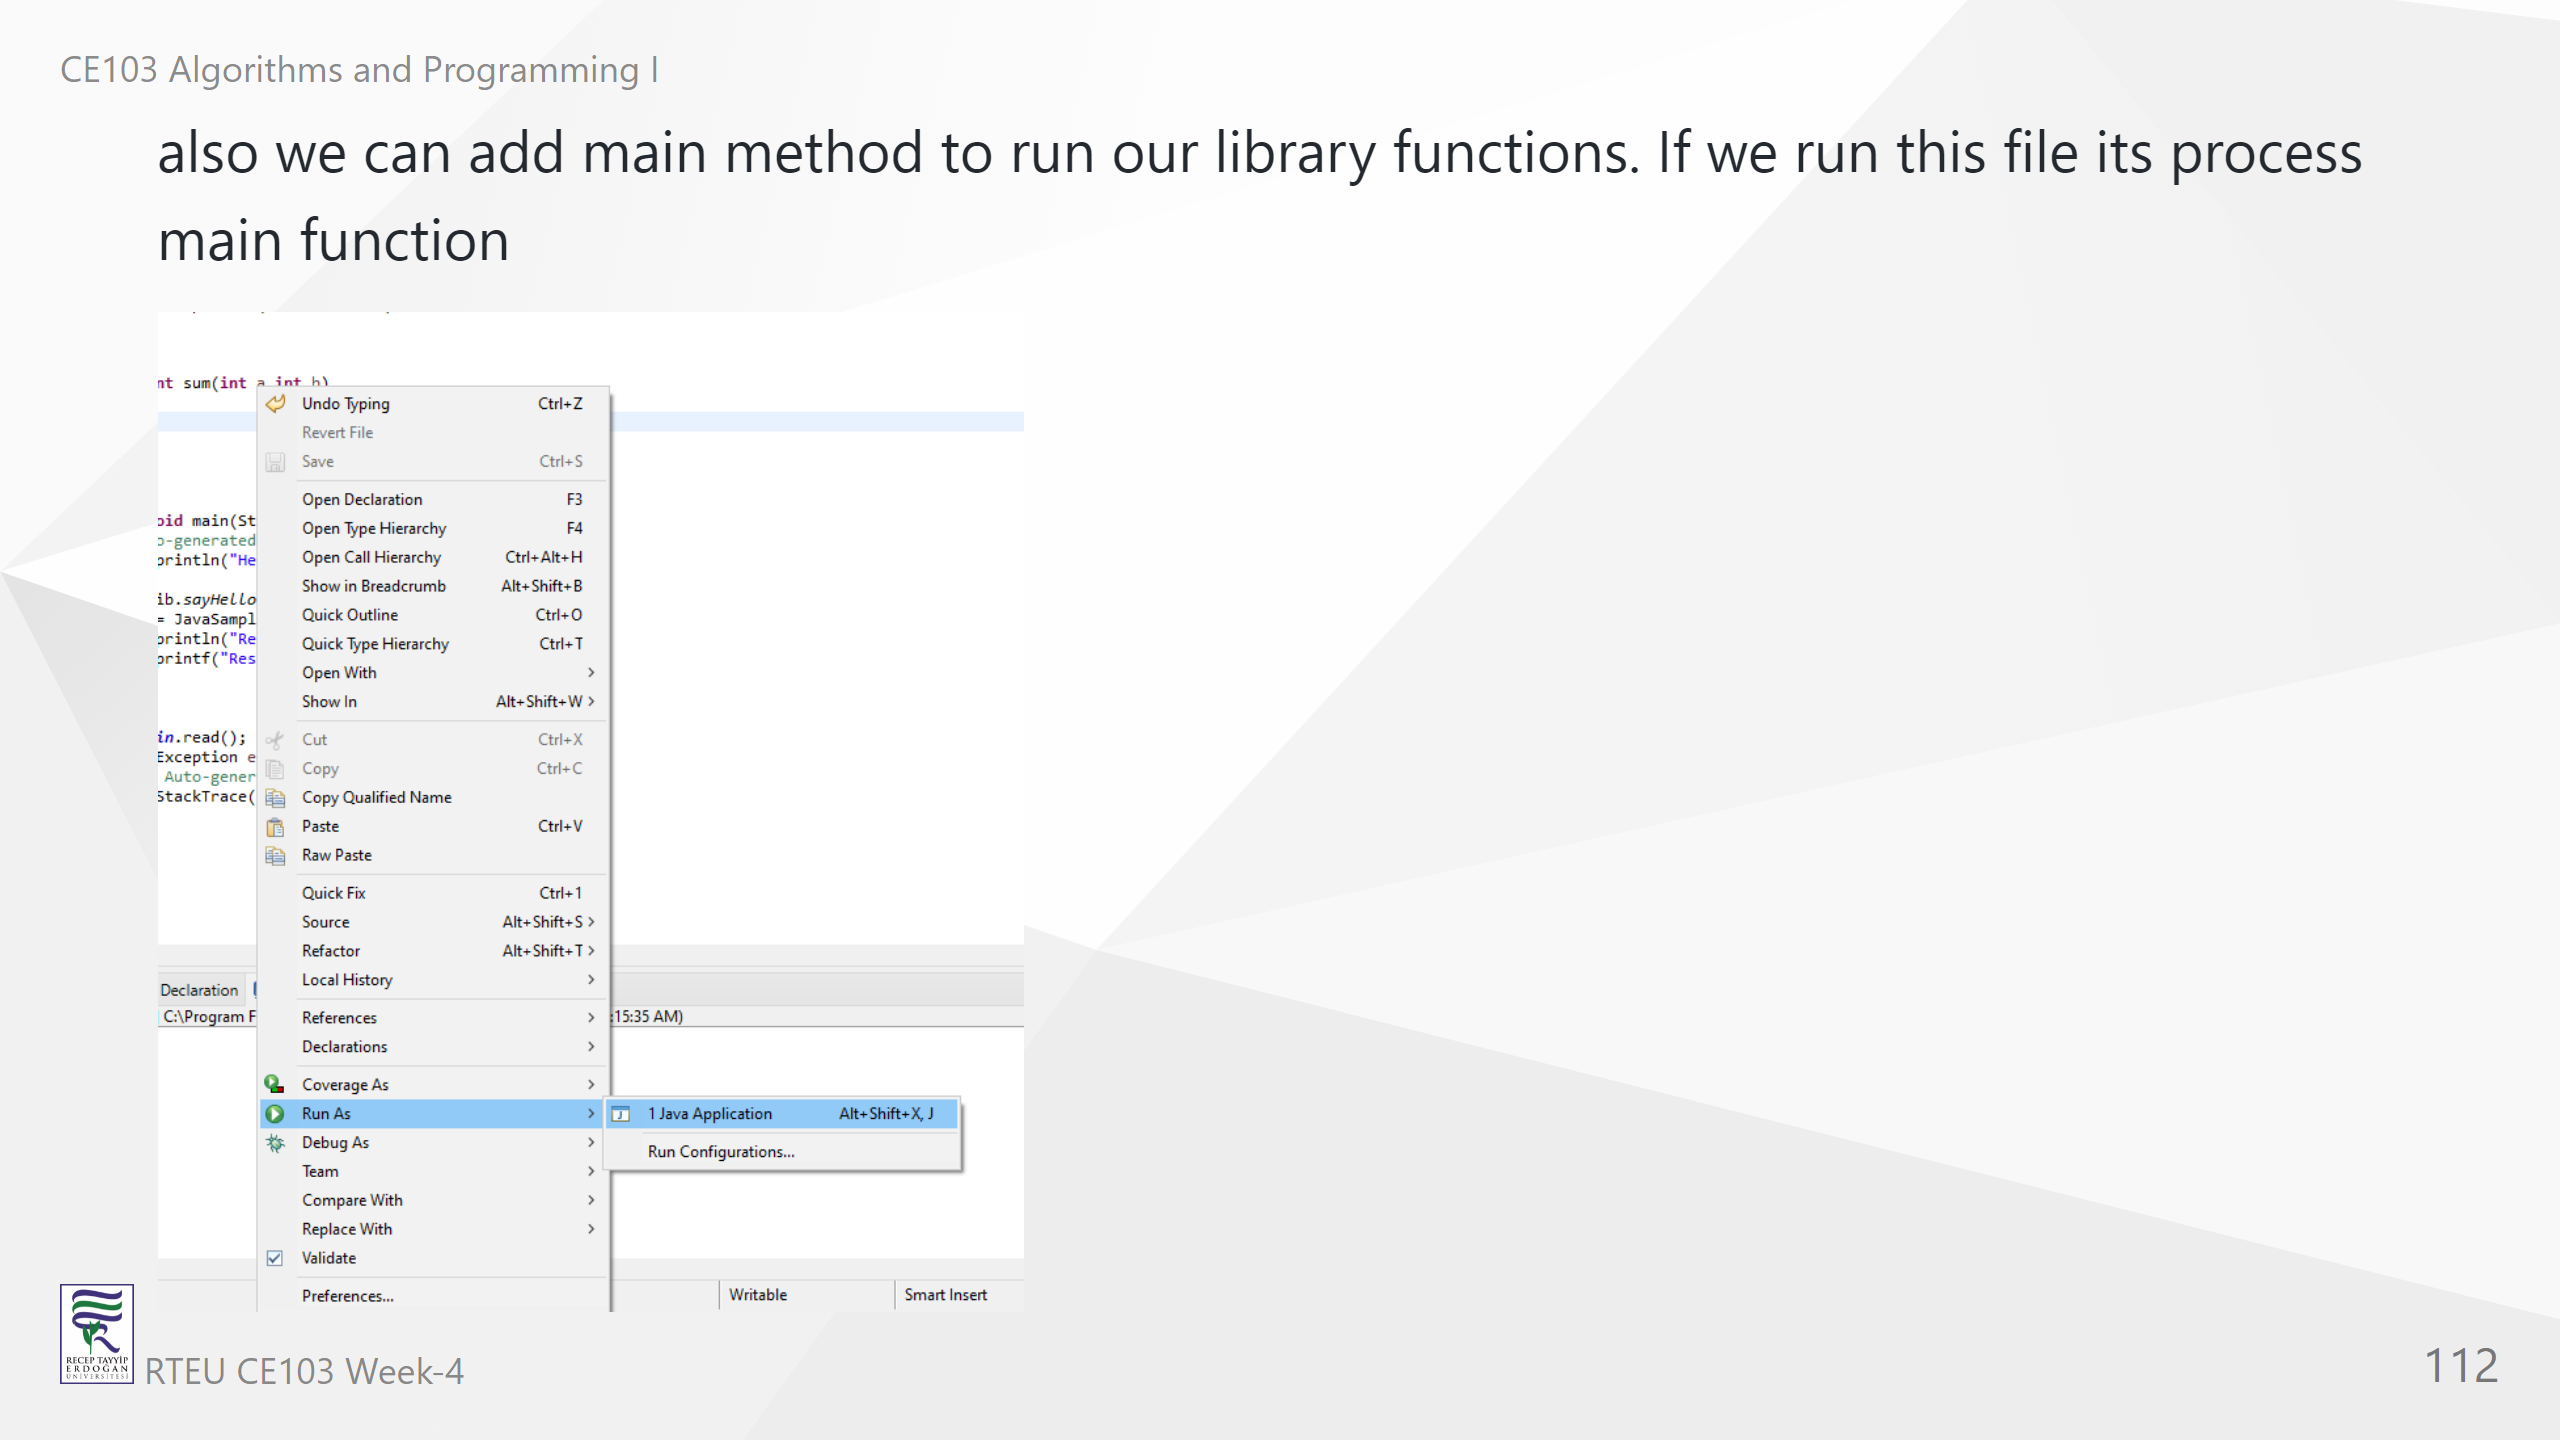 CE103 Algorithms and Programming I
also we can add main method to run our library functions. If we run this file its process
main function
nt sum(int a,int b)
Undo Typing Ctrl+Z
Revert File
Save Ctrl+S
Open Declaration F3
Open Type Hierarchy F4
oid main(St
o-generated
Open Call Hierarchy Ctrl+Alt+H
println("He
Show in Breadcrumb Alt+Shift+B
ib.sayHello
Quick Outline Ctrl+O
= JavaSampl
Quick Type Hierarchy Ctrl+T
println("Re
printf("Res
Open With
Show In Alt+Shift+W
in.read();
Cut Ctrl+X
Exception e
Copy Ctrl+C
Auto-gener
StackTrace(
Copy Qualified Name
Paste Ctrl+V
Raw Paste
Quick Fix Ctrl+1
Source Alt+Shift+S
Refactor Alt+Shift+T
Local History
Declaration
C:\Program F
:15:35 AM)
References
Declarations
Coverage As
Run As
1 Java Application Alt+Shift+X, J
Debug As
Run Configurations...
Team
Compare With
Replace With
Validate
Preferences...
Writable
Smart Insert
RECEP TAYYİP
ERDOĞAN
ÜNİVERSİTESİ
RTEU CE103 Week-4
112